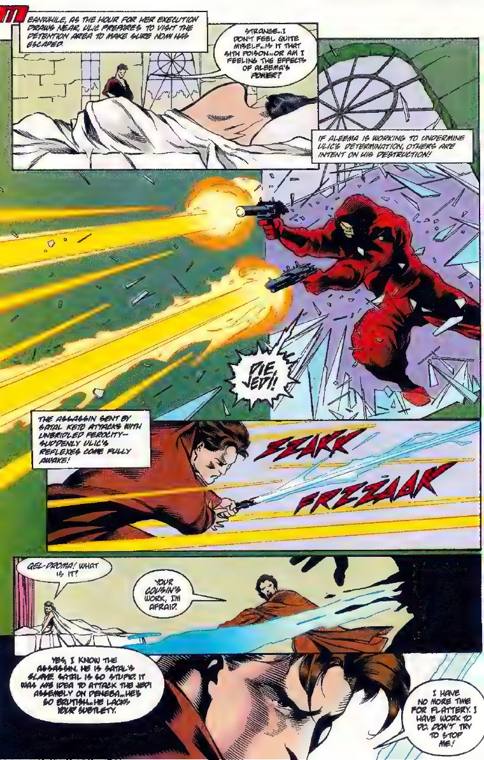 EANWHILE, AS THE HOUR FOR HER EXECUTION
DRAWS NEAR, ULIC PREPARES TO VISIT THE
DETENTION AREA TO MAKE SURE NOMI HAS
ESCAPED.
STRANGE--I
DON'T FEEL QUITE
MYSELF--IS IT THAT
SITH POISON--OR AM I
FEELING THE EFFECTS
OF ALEEMA'S
POWER?
IF ALEEMA IS WORKING TO UNDERMINE
ULIC'S DETERMINATION, OTHERS ARE
INTENT ON HIS DESTRUCTION!
DIE,
JEDI!
THE ASSASSIN SENT BY
SATAL KETO ATTACKS WITH
UNBRIDLED FEROCITY--
SUDDENLY ULIC'S
REFLEXES COME FULLY
AWAKE!
ZZAKK
FRZZAAK
QEL-DROMA! WHAT
IS IT?
YOUR
COUSIN'S
WORK, I'M
AFRAID.
YES, I KNOW THE
ASSASSIN. HE IS SATAL'S
SLAVE. SATAL IS SO STUPID. IT
WAS HIS IDEA TO ATTACK THE JEDI
ASSEMBLY ON DENEBA--HE'S
SO BRUTISH--HE LACKS
YOUR SUBTLETY.
I HAVE
NO MORE TIME
FOR FLATTERY. I
HAVE WORK TO
DO. DON'T TRY
TO STOP
ME!